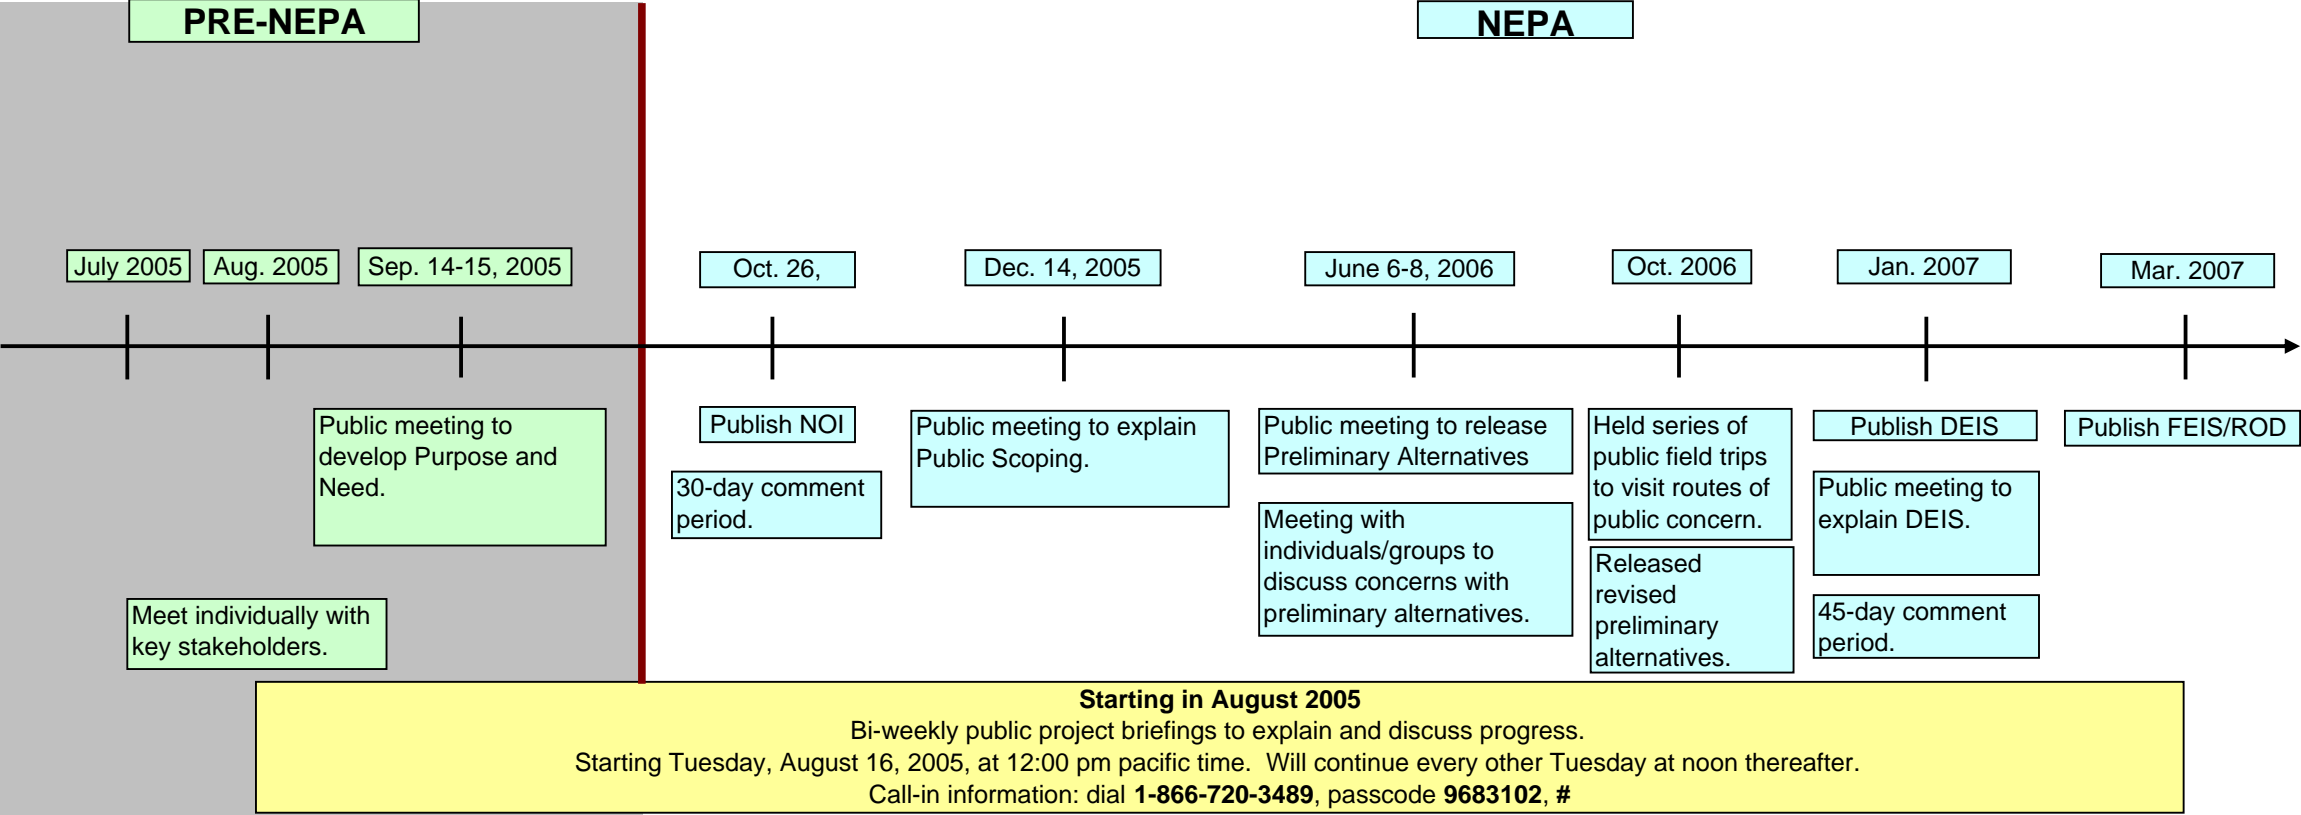 PRE-NEPA
NEPA
July 2005
Aug. 2005
Sep. 14-15, 2005
Oct. 26,
Dec. 14, 2005
June 6-8, 2006
Oct. 2006
Jan. 2007
Mar. 2007
Public meeting to
develop Purpose and
Need.
Meet individually with
key stakeholders.
Publish NOI
30-day comment
period.
Public meeting to explain
Public Scoping.
Public meeting to release
Preliminary Alternatives
Meeting with
individuals/groups to
discuss concerns with
preliminary alternatives.
Held series of
public field trips
to visit routes of
public concern.
Released
revised
preliminary
alternatives.
Publish DEIS
Public meeting to
explain DEIS.
45-day comment
period.
Publish FEIS/ROD
Starting in August 2005
Bi-weekly public project briefings to explain and discuss progress.
Starting Tuesday, August 16, 2005, at 12:00 pm pacific time.  Will continue every other Tuesday at noon thereafter.
Call-in information: dial 1-866-720-3489, passcode 9683102, #